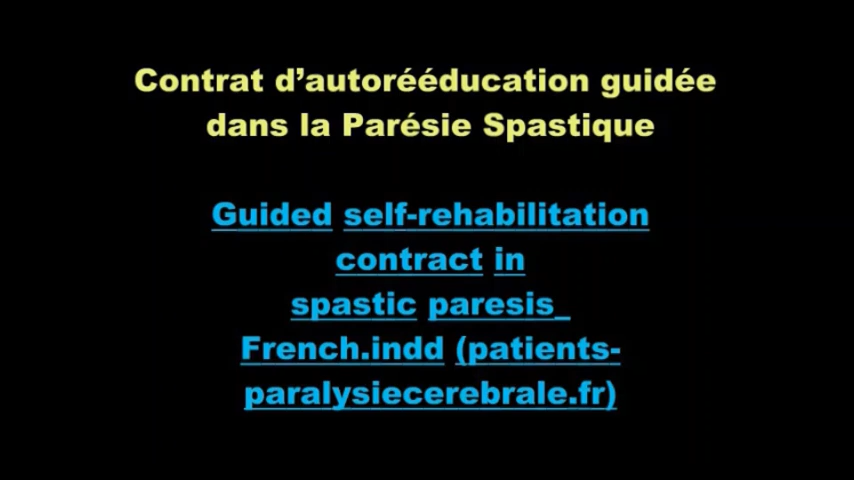 Contrat d’autorééducation guidée
dans la Parésie Spastique
Guided self-rehabilitation
contract in
spastic paresis_
French.indd (patients-
paralysiecerebrale.fr)